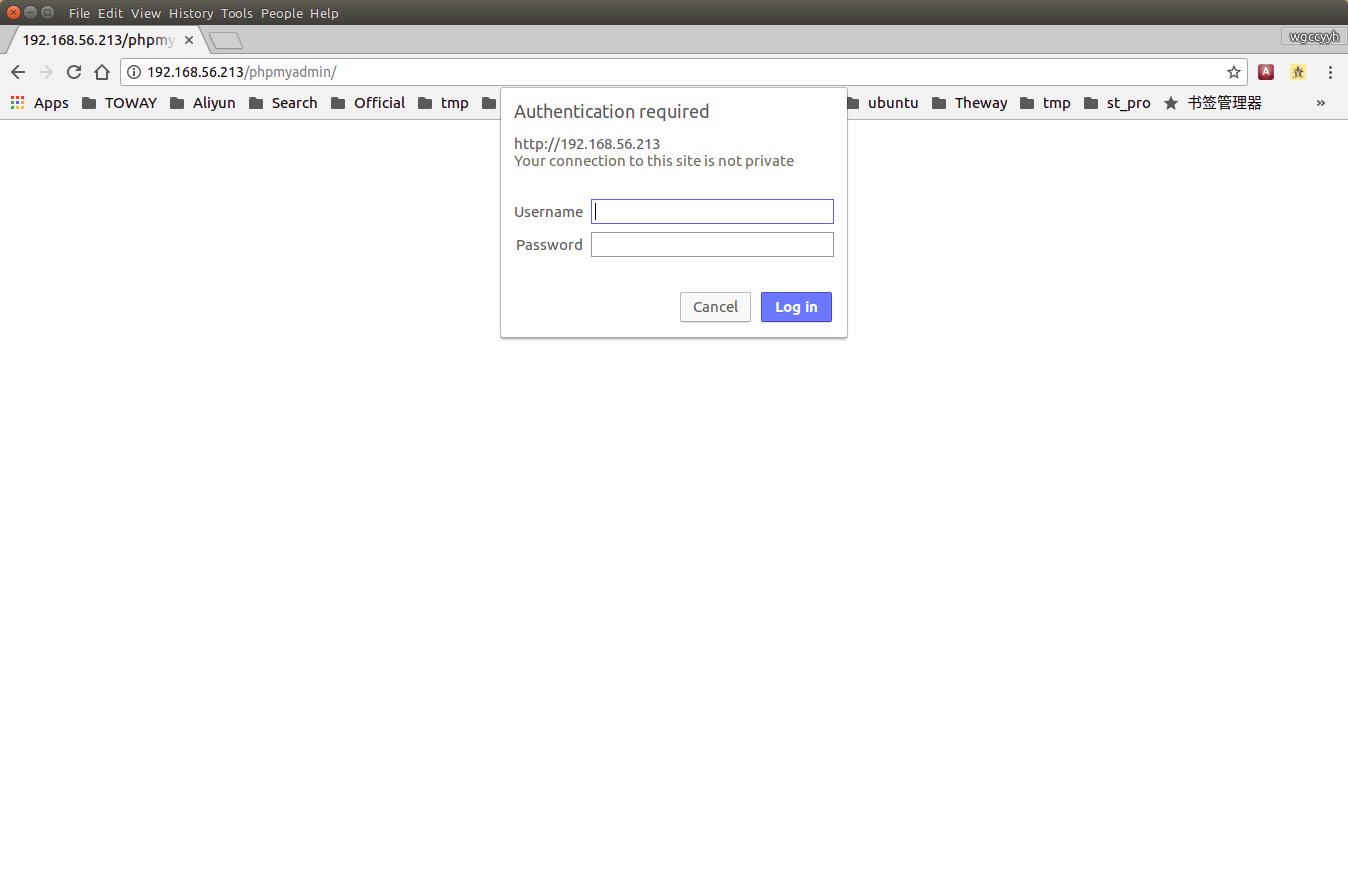 File Edit View History Tools People Help
192.168.56.213/phpmy
wgccyyh
192.168.56.213/phpmyadmin/
A
Apps TOWAY Aliyun Search Official tmp ubuntu Theway tmp st_pro 书签管理器 »
Authentication required
http://192.168.56.213
Your connection to this site is not private
Username
Password
Cancel Log in